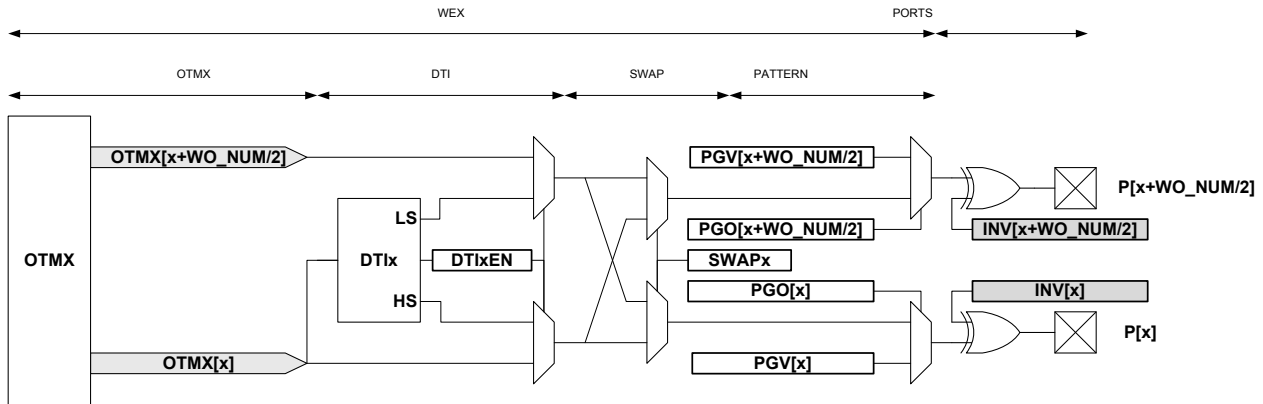 WEX PORTS
OTMX DTI SWAP PATTERN
OTMX[x+WO_NUM/2] PGV[x+WO_NUM/2]
P[x+WO_NUM/2]
LS
PGO[x+WO_NUM/2] INV[x+WO_NUM/2]
OTMX DTIx DTIxEN SWAPx
HS PGO[x] INV[x]
P[x]
OTMX[x] PGV[x]